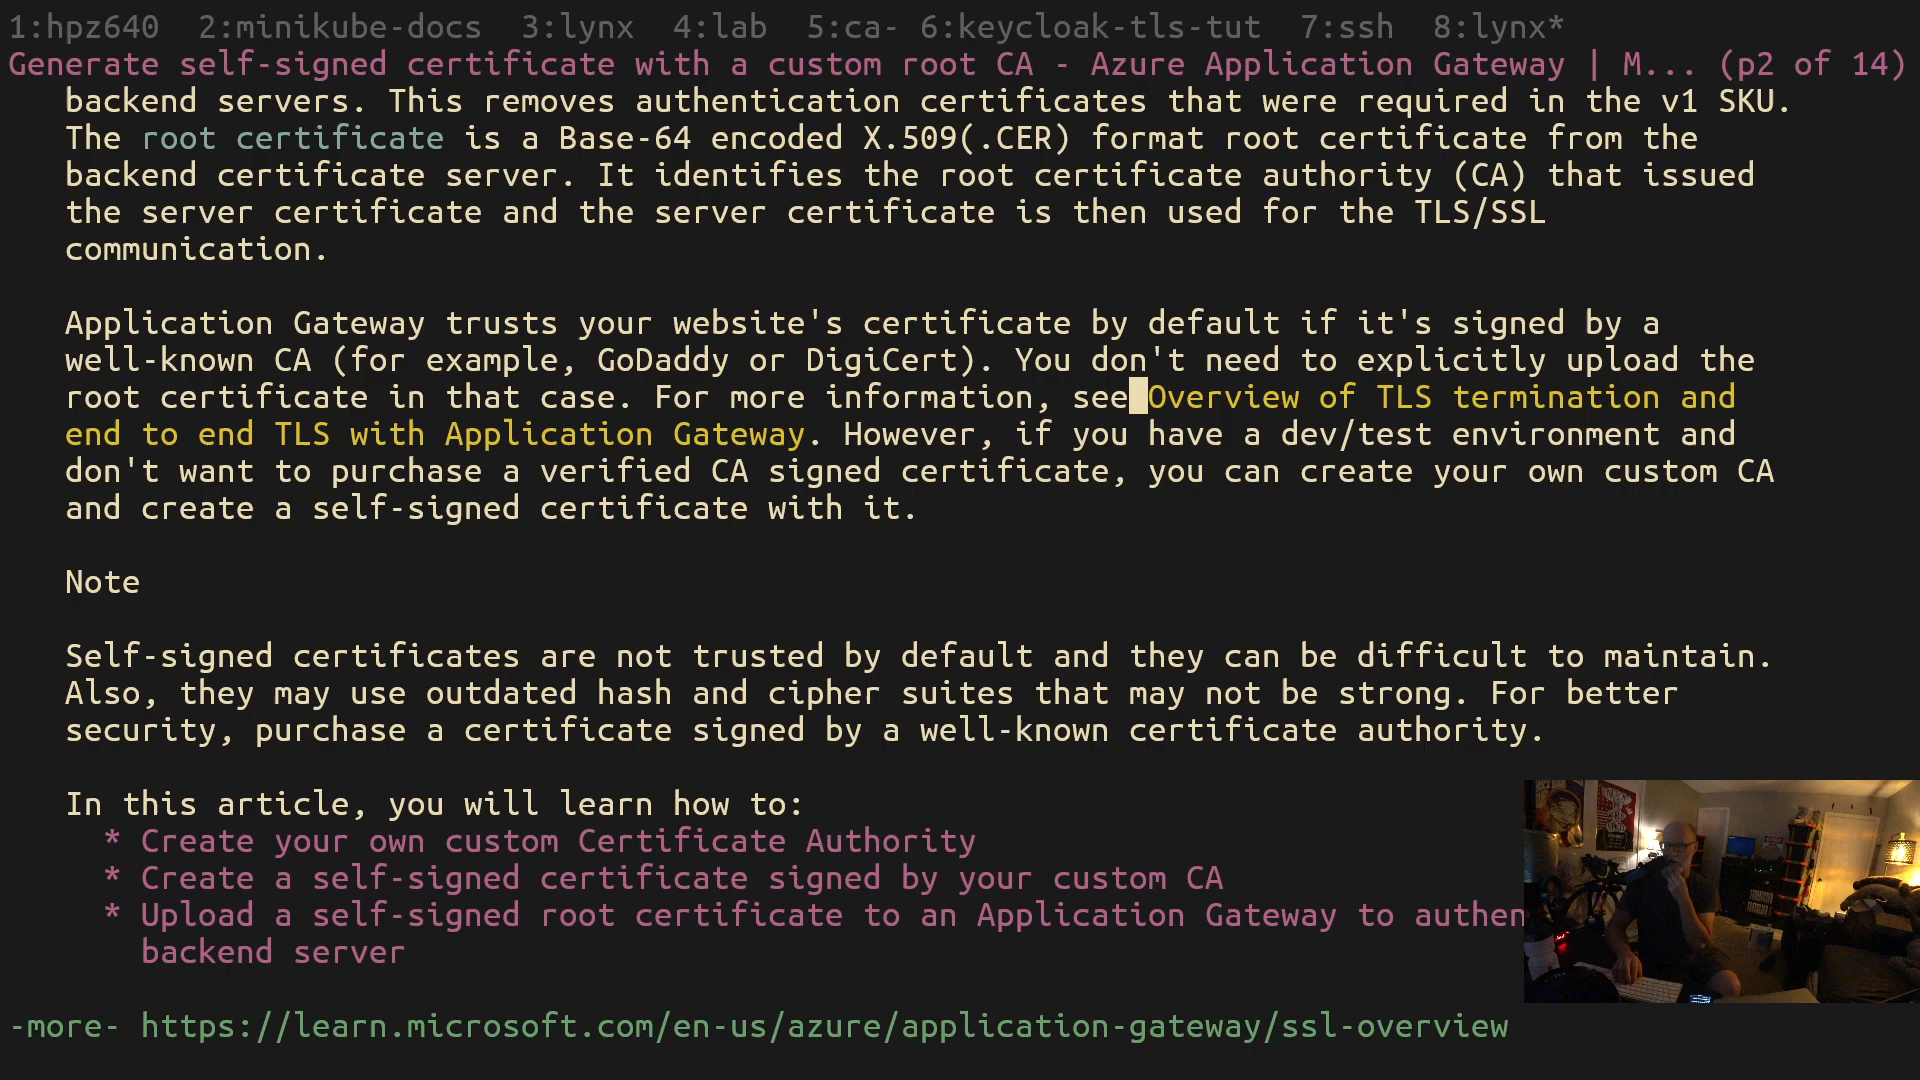 1:hpz640  2:minikube-docs  3:lynx  4:lab  5:ca- 6:keycloak-tls-tut  7:ssh  8:lynx*
Generate self-signed certificate with a custom root CA - Azure Application Gateway | M... (p2 of 14)
backend servers. This removes authentication certificates that were required in the v1 SKU.
The root certificate is a Base-64 encoded X.509(.CER) format root certificate from the
backend certificate server. It identifies the root certificate authority (CA) that issued
the server certificate and the server certificate is then used for the TLS/SSL
communication.
Application Gateway trusts your website's certificate by default if it's signed by a
well-known CA (for example, GoDaddy or DigiCert). You don't need to explicitly upload the
root certificate in that case. For more information, see Overview of TLS termination and
end to end TLS with Application Gateway. However, if you have a dev/test environment and
don't want to purchase a verified CA signed certificate, you can create your own custom CA
and create a self-signed certificate with it.
Note
Self-signed certificates are not trusted by default and they can be difficult to maintain.
Also, they may use outdated hash and cipher suites that may not be strong. For better
security, purchase a certificate signed by a well-known certificate authority.
In this article, you will learn how to:
* Create your own custom Certificate Authority
* Create a self-signed certificate signed by your custom CA
* Upload a self-signed root certificate to an Application Gateway to authen
backend server
-more- https://learn.microsoft.com/en-us/azure/application-gateway/ssl-overview